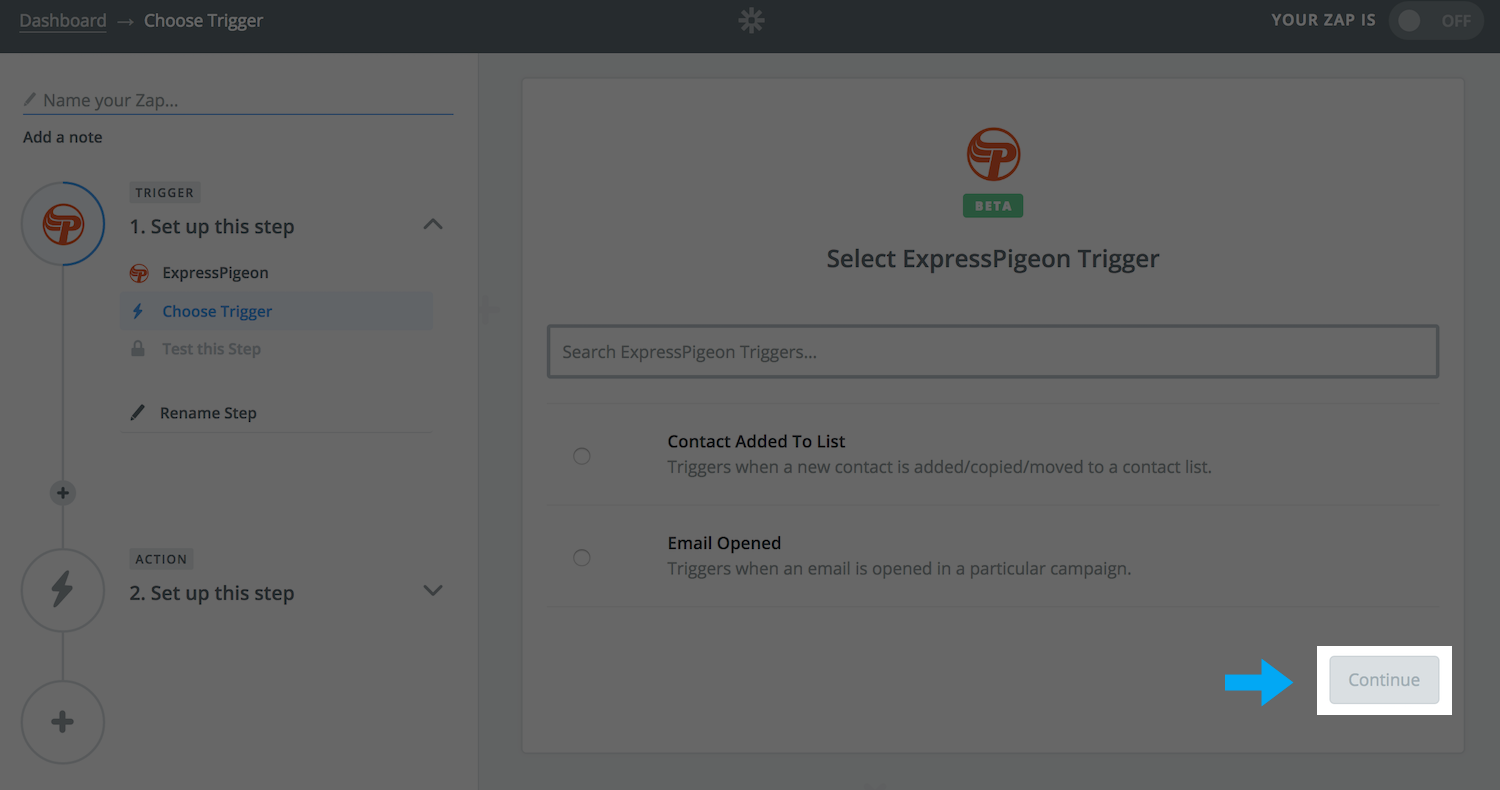 Dashboard → Choose Trigger
YOUR ZAP IS OFF
Name your Zap...
Add a note
TRIGGER
1. Set up this step
ExpressPigeon
Choose Trigger
Test this Step
Rename Step
ACTION
2. Set up this step
BETA
Select ExpressPigeon Trigger
Search ExpressPigeon Triggers...
Contact Added To List
Triggers when a new contact is added/copied/moved to a contact list.
Email Opened
Triggers when an email is opened in a particular campaign.
Continue